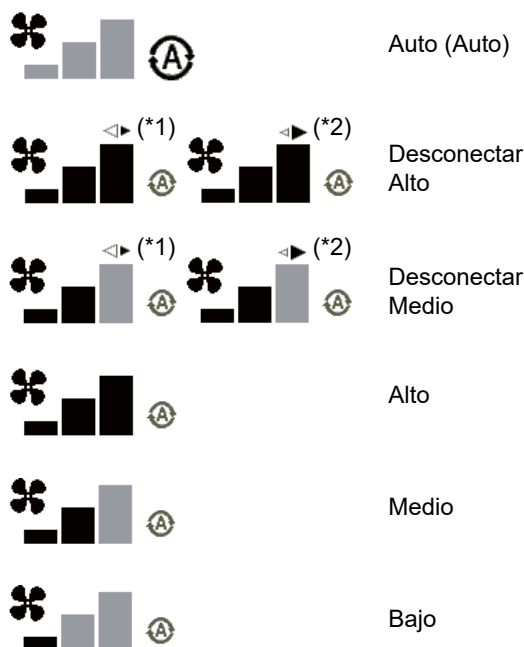 A Auto (Auto)
(*1) (*2)
A A Desconectar
Alto
(*1) (*2)
A A Desconectar
Medio
A Alto
A Medio
A Bajo